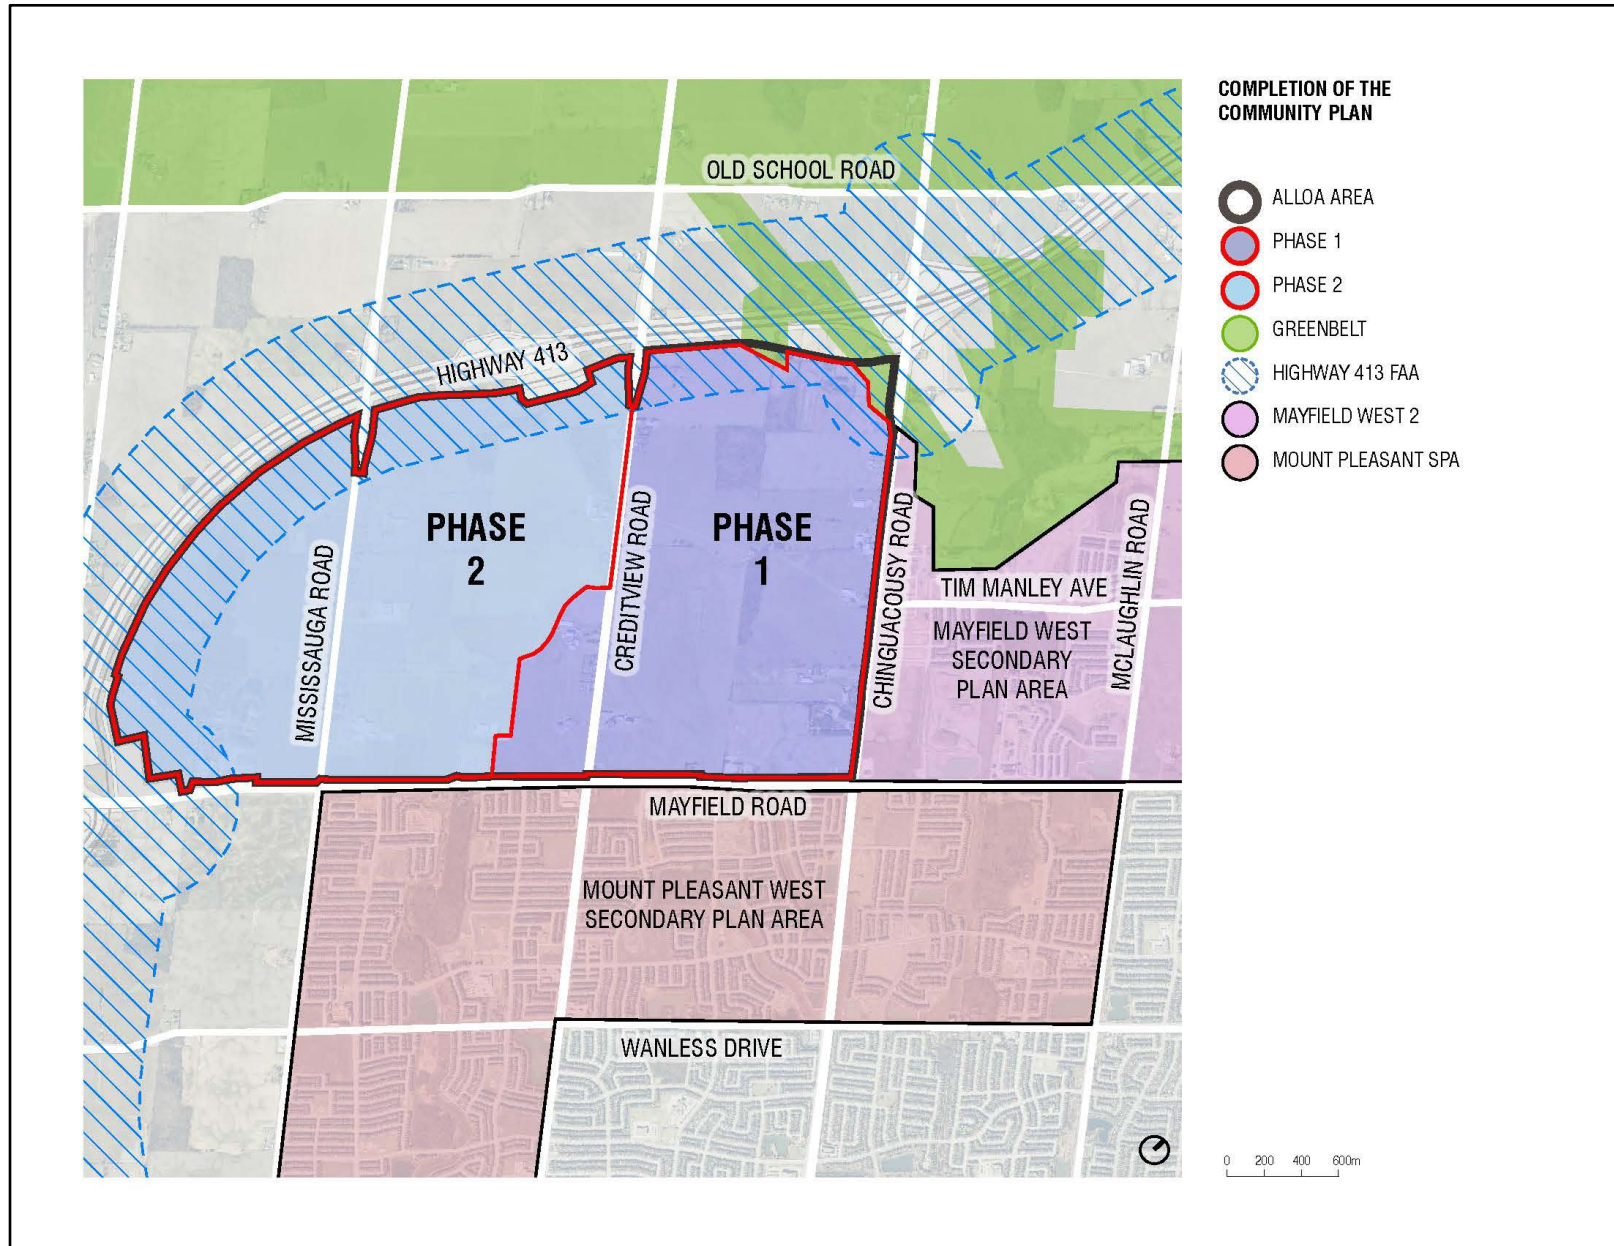 COMPLETION OF THE
COMMUNITY PLAN
ALLOA AREA
PHASE 1
PHASE 2
GREENBELT
HIGHWAY 413 FAA
MAYFIELD WEST 2
MOUNT PLEASANT SPA
OLD SCHOOL ROAD
HIGHWAY 413
PHASE
2
PHASE
1
MISSISSAUGA ROAD
CREDITVIEW ROAD
CHINGUACOUSY ROAD
MCLAUGHLIN ROAD
TIM MANLEY AVE
MAYFIELD WEST
SECONDARY
PLAN AREA
MAYFIELD ROAD
MOUNT PLEASANT WEST
SECONDARY PLAN AREA
WANLESS DRIVE
0 200 400 600m